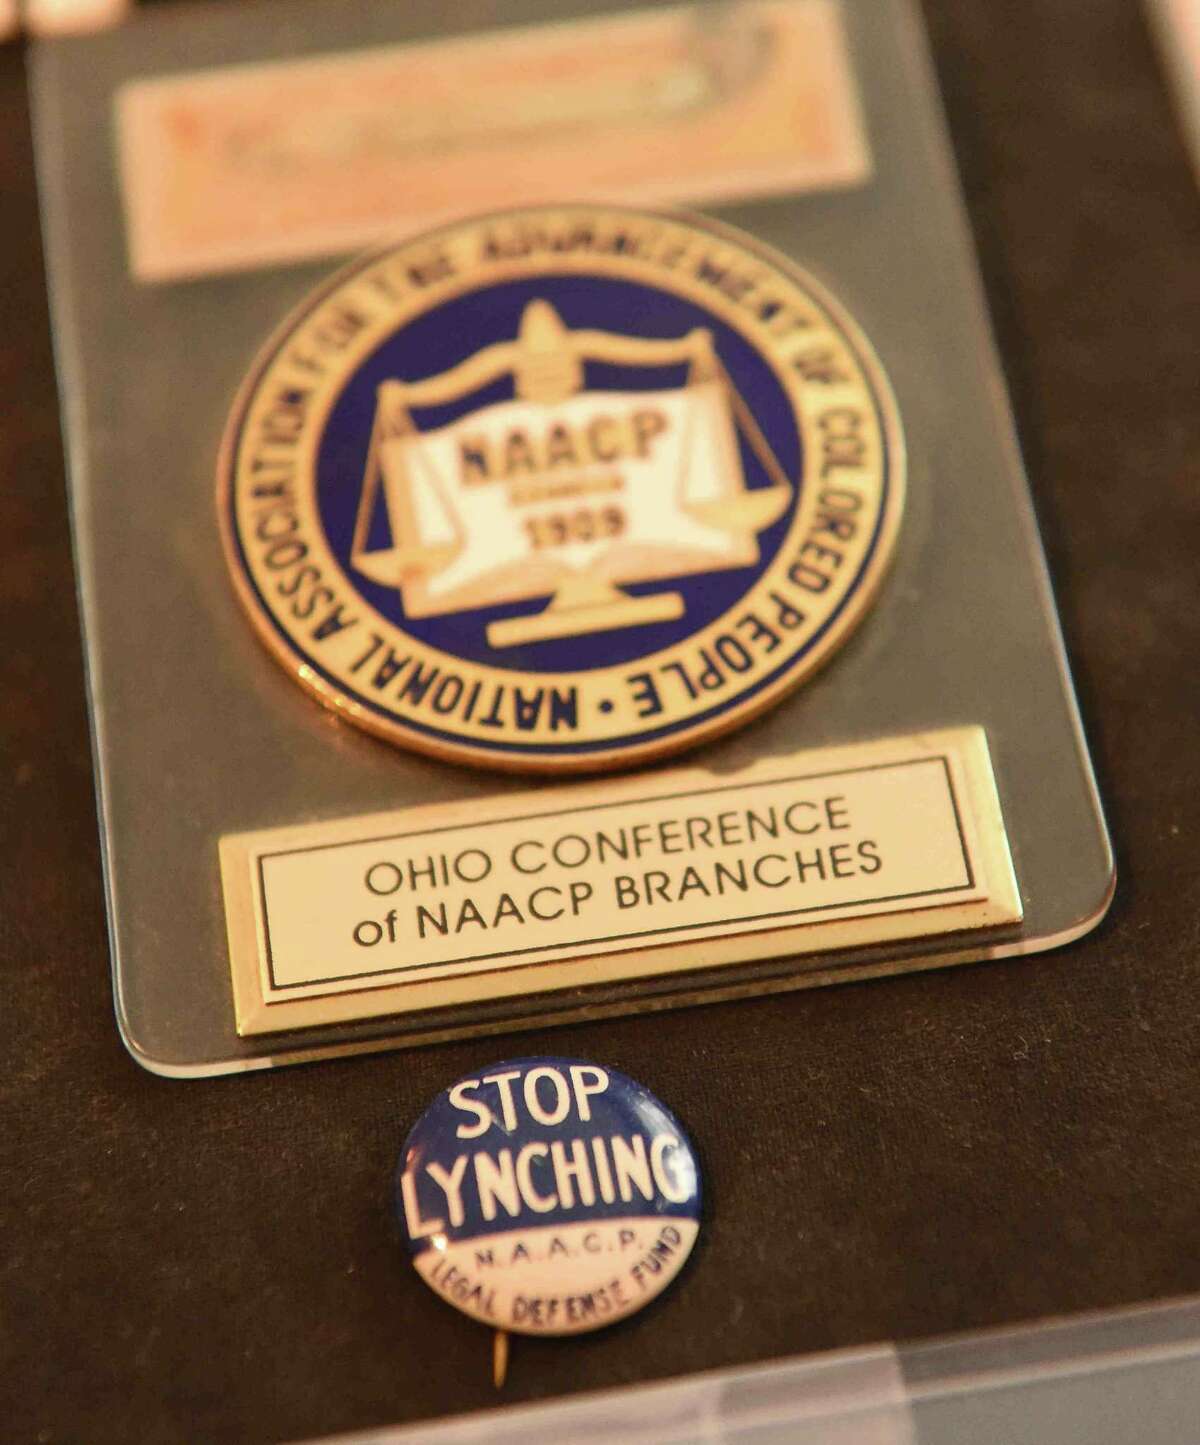 NATIONAL ASSOCIATION FOR THE ADVANCEMENT OF COLORED PEOPLE •
NAACP
1909
OHIO CONFERENCE
of NAACP BRANCHES
STOP
LYNCHING
N.A.A.C.P.
LEGAL DEFENSE FUND